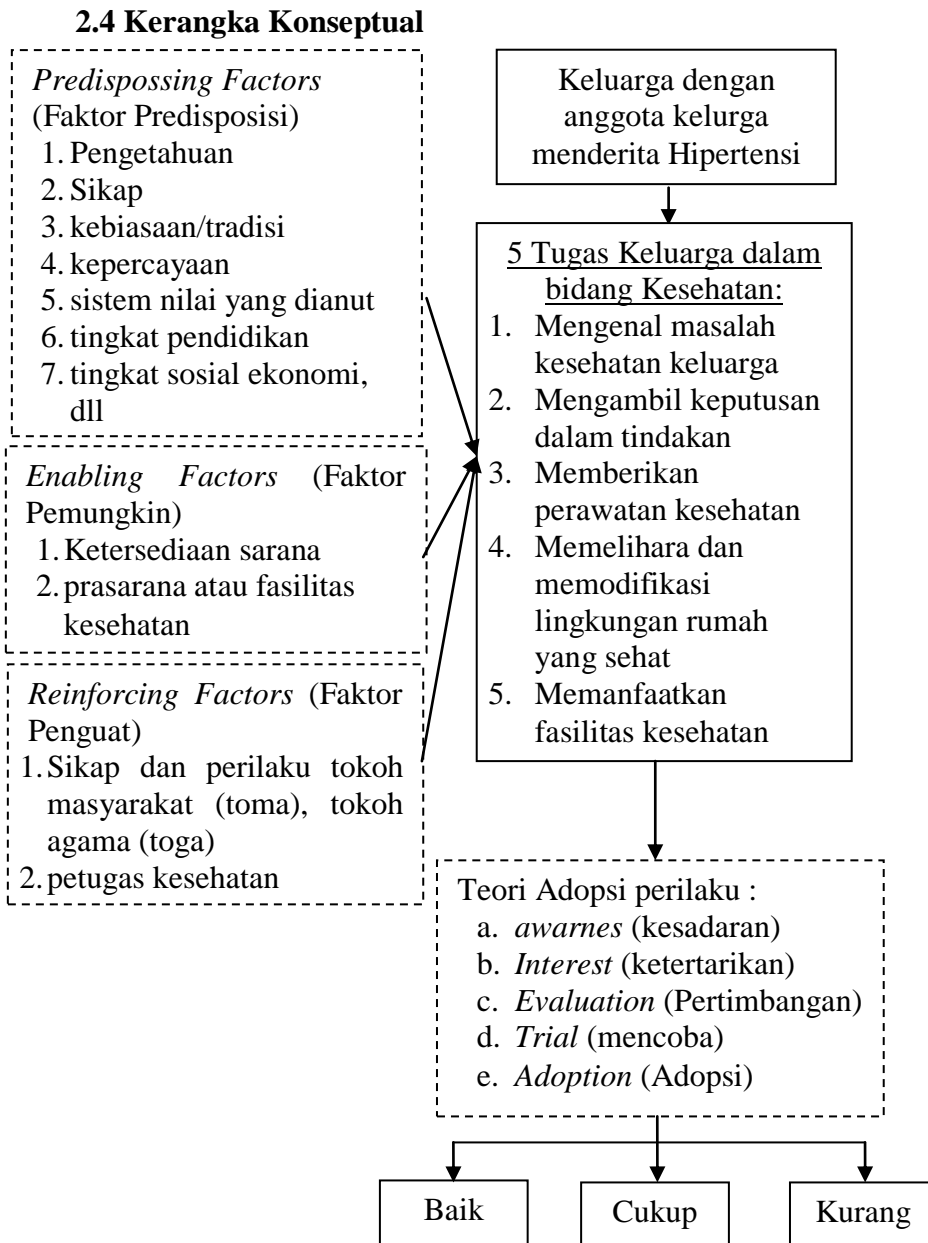 2.4 Kerangka Konseptual
Predispossing Factors
(Faktor Predisposisi)
1. Pengetahuan
2. Sikap
3. kebiasaan/tradisi
4. kepercayaan
5. sistem nilai yang dianut
6. tingkat pendidikan
7. tingkat sosial ekonomi,
dll
Enabling Factors (Faktor
Pemungkin)
1. Ketersediaan sarana
2. prasarana atau fasilitas
kesehatan
Reinforcing Factors (Faktor
Penguat)
1. Sikap dan perilaku tokoh
masyarakat (toma), tokoh
agama (toga)
2. petugas kesehatan
Keluarga dengan
anggota kelurga
menderita Hipertensi
5 Tugas Keluarga dalam
bidang Kesehatan:
1. Mengenal masalah
kesehatan keluarga
2. Mengambil keputusan
dalam tindakan
3. Memberikan
perawatan kesehatan
4. Memelihara dan
memodifikasi
lingkungan rumah
yang sehat
5. Memanfaatkan
fasilitas kesehatan
Teori Adopsi perilaku :
a. awarnes (kesadaran)
b. Interest (ketertarikan)
c. Evaluation (Pertimbangan)
d. Trial (mencoba)
e. Adoption (Adopsi)
Baik
Cukup
Kurang